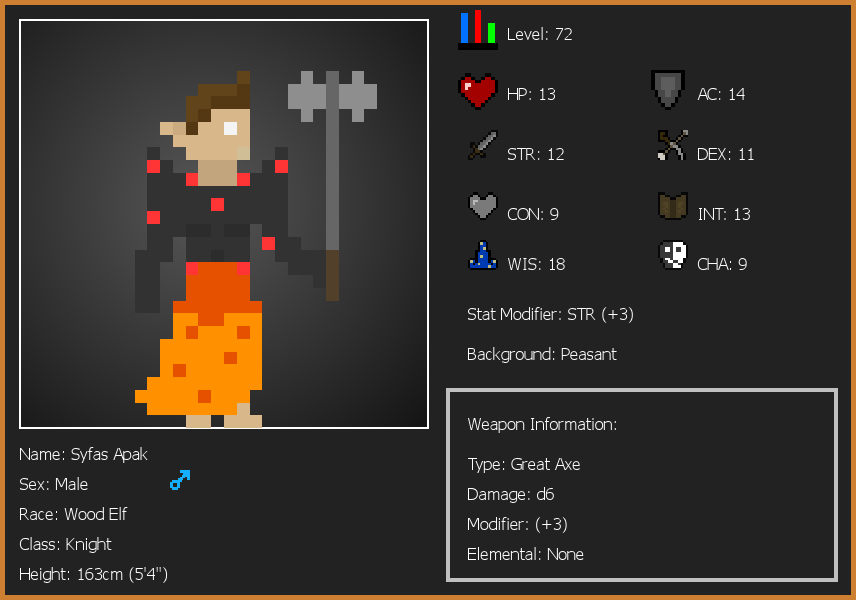 Level: 72
HP: 13
AC: 14
STR: 12
DEX: 11
CON: 9
INT: 13
WIS: 18
CHA: 9
Stat Modifier: STR (+3)
Background: Peasant
Weapon Information:
Type: Great Axe
Damage: d6
Modifier: (+3)
Elemental: None
Name: Syfas Apak
Sex: Male
Race: Wood Elf
Class: Knight
Height: 163cm (5'4")